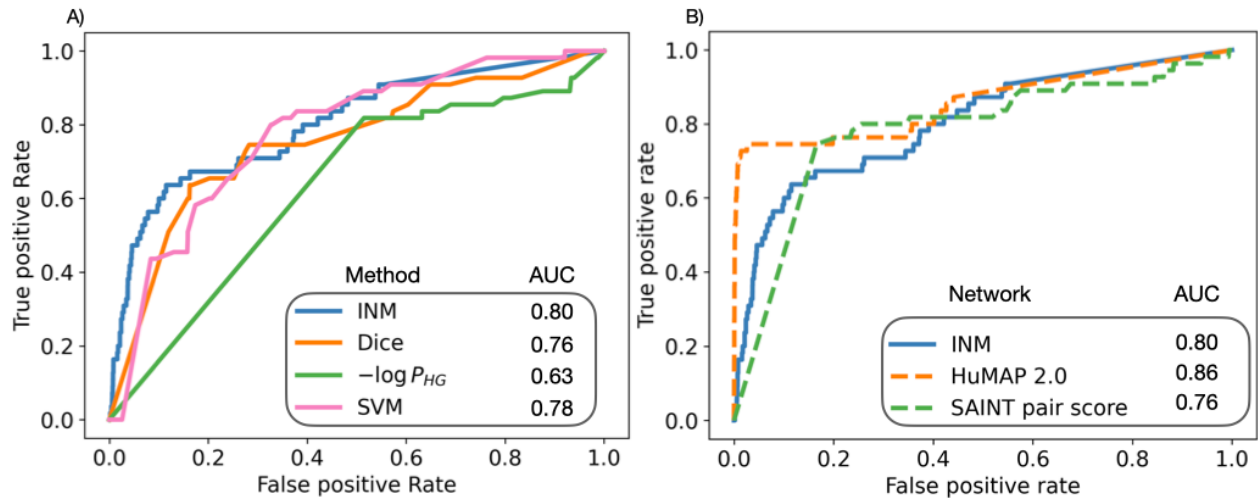 A)
True positive Rate
1.0
0.8
0.6
0.4
0.2
0.0
Method AUC
INM 0.80
Dice 0.76
−log P_HG 0.63
SVM 0.78
0.0 0.2 0.4 0.6 0.8 1.0
False positive Rate
B)
True positive rate
1.0
0.8
0.6
0.4
0.2
0.0
Network AUC
INM 0.80
HuMAP 2.0 0.86
SAINT pair score 0.76
0.0 0.2 0.4 0.6 0.8 1.0
False positive rate